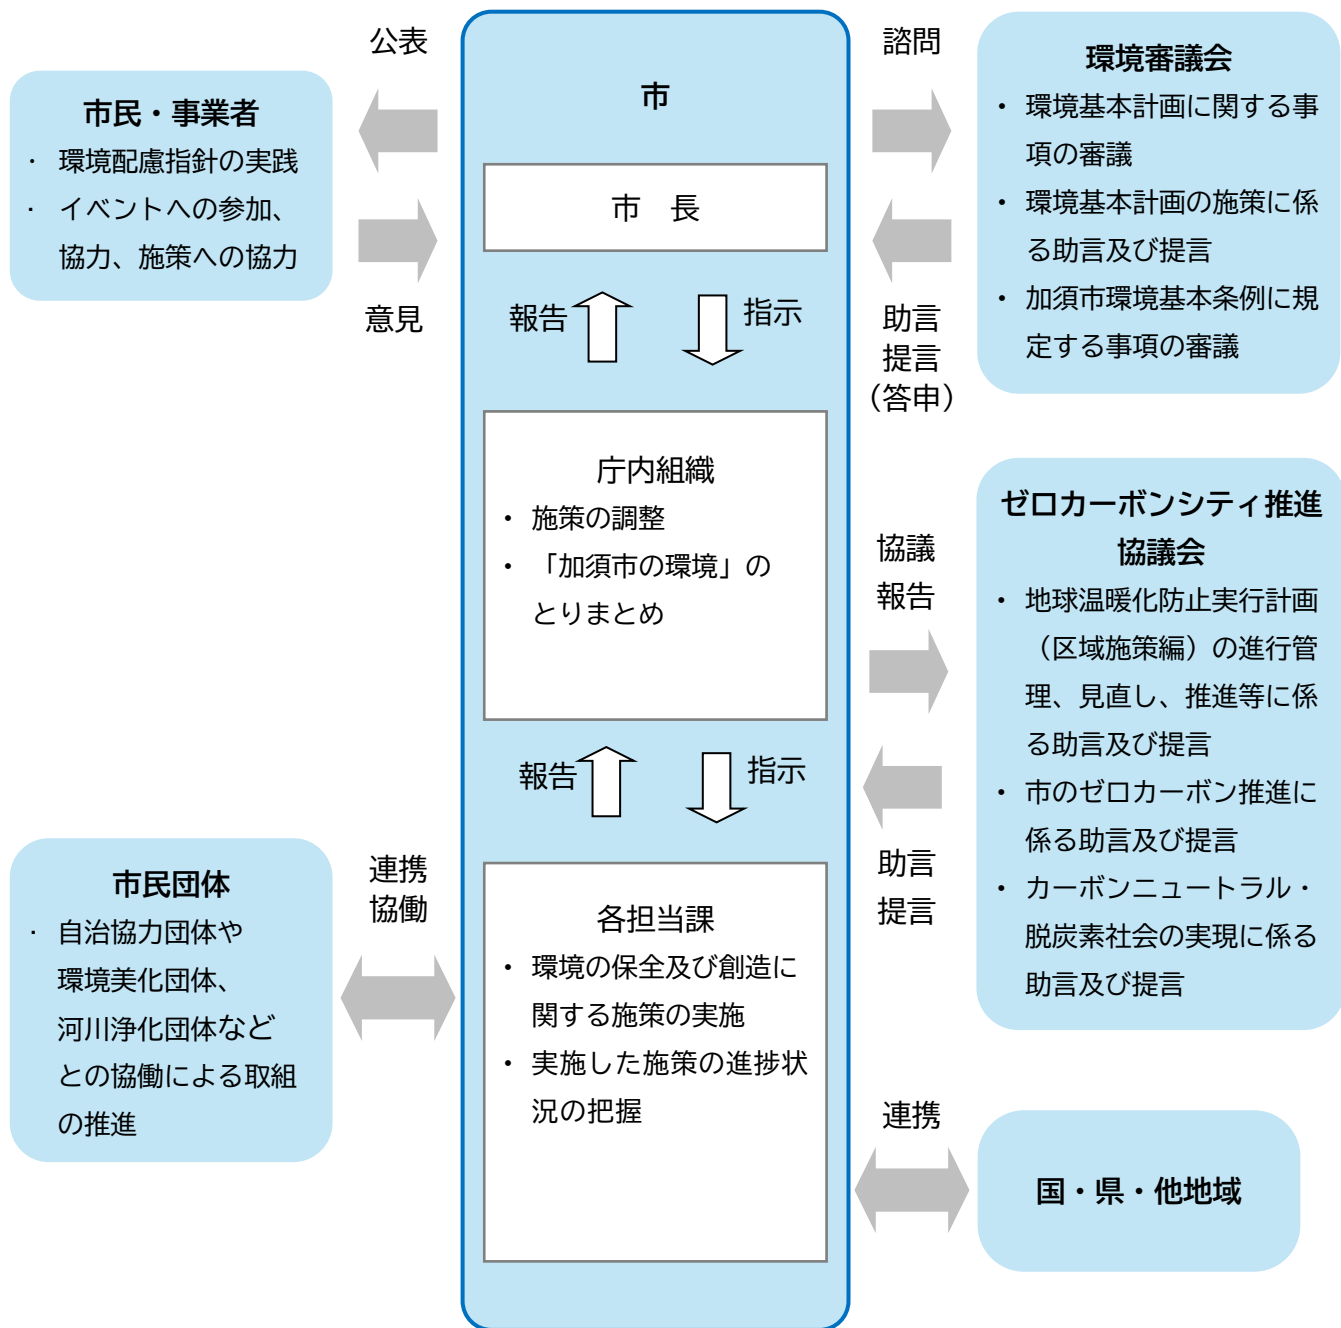 公表
市民・事業者
・ 環境配慮指針の実践
・ イベントへの参加、
協力、施策への協力
意見
市
市 長
報告
指示
庁内組織
・ 施策の調整
・ 「加須市の環境」の
とりまとめ
報告
指示
各担当課
・ 環境の保全及び創造に
関する施策の実施
・ 実施した施策の進捗状
況の把握
諮問
環境審議会
・ 環境基本計画に関する事
項の審議
・ 環境基本計画の施策に係
る助言及び提言
・ 加須市環境基本条例に規
定する事項の審議
助言
提言
（答申）
協議
報告
ゼロカーボンシティ推進
協議会
・ 地球温暖化防止実行計画
（区域施策編）の進行管
理、見直し、推進等に係
る助言及び提言
・ 市のゼロカーボン推進に
係る助言及び提言
・ カーボンニュートラル・
脱炭素社会の実現に係る
助言及び提言
助言
提言
連携
協働
市民団体
・ 自治協力団体や
環境美化団体、
河川浄化団体など
との協働による取組
の推進
連携
国・県・他地域